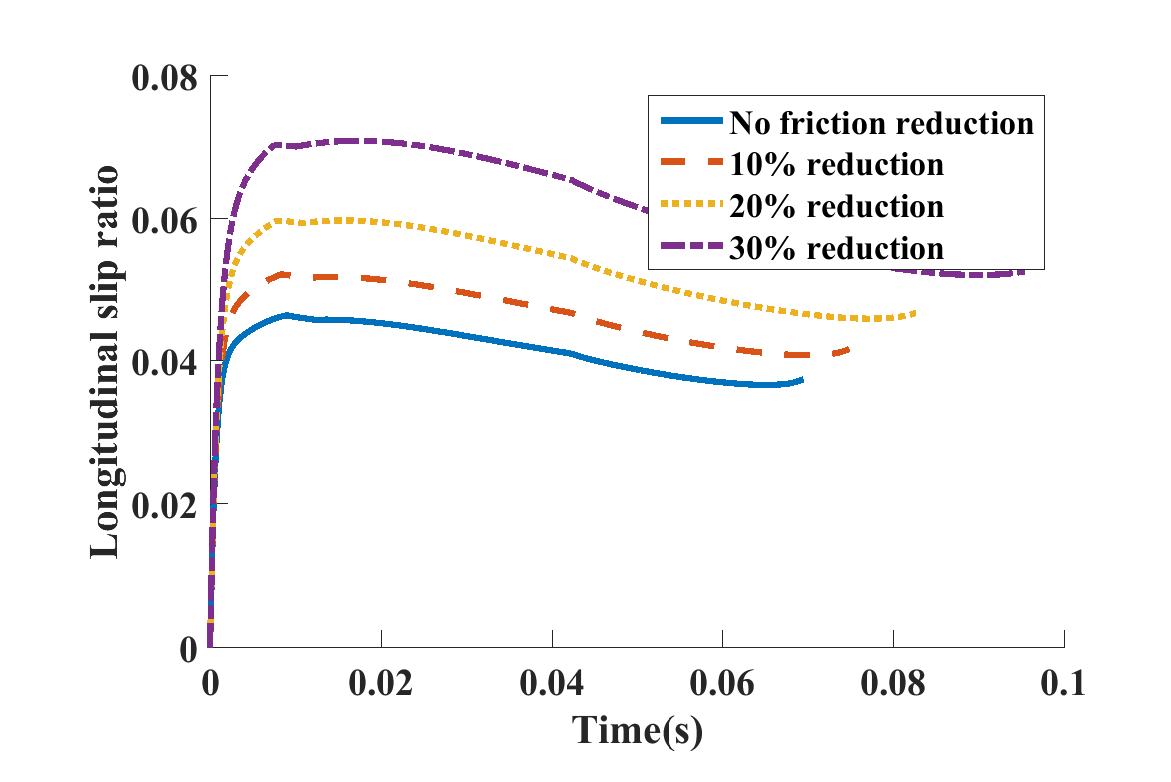 Longitudinal slip ratio
0.08
0.06
0.04
0.02
0
No friction reduction
10% reduction
20% reduction
30% reduction
0
0.02
0.04
0.06
0.08
0.1
Time(s)